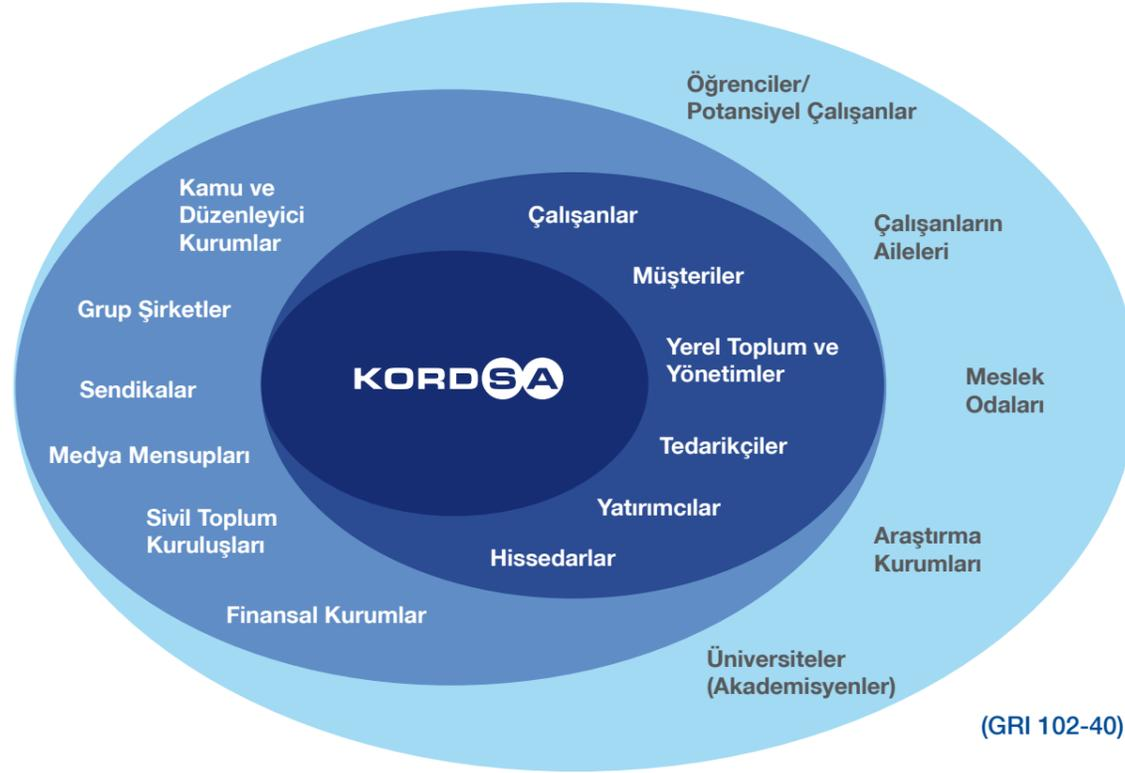 Öğrenciler/
Potansiyel Çalışanlar
Kamu ve
Düzenleyici
Kurumlar
Çalışanlar
Çalışanların
Aileleri
Müşteriler
Grup Şirketler
Yerel Toplum ve
Yönetimler
KORDSA
Meslek
Odaları
Sendikalar
Tedarikçiler
Medya Mensupları
Yatırımcılar
Sivil Toplum
Kuruluşları
Araştırma
Kurumları
Hissedarlar
Finansal Kurumlar
Üniversiteler
(Akademisyenler)
(GRI 102-40)